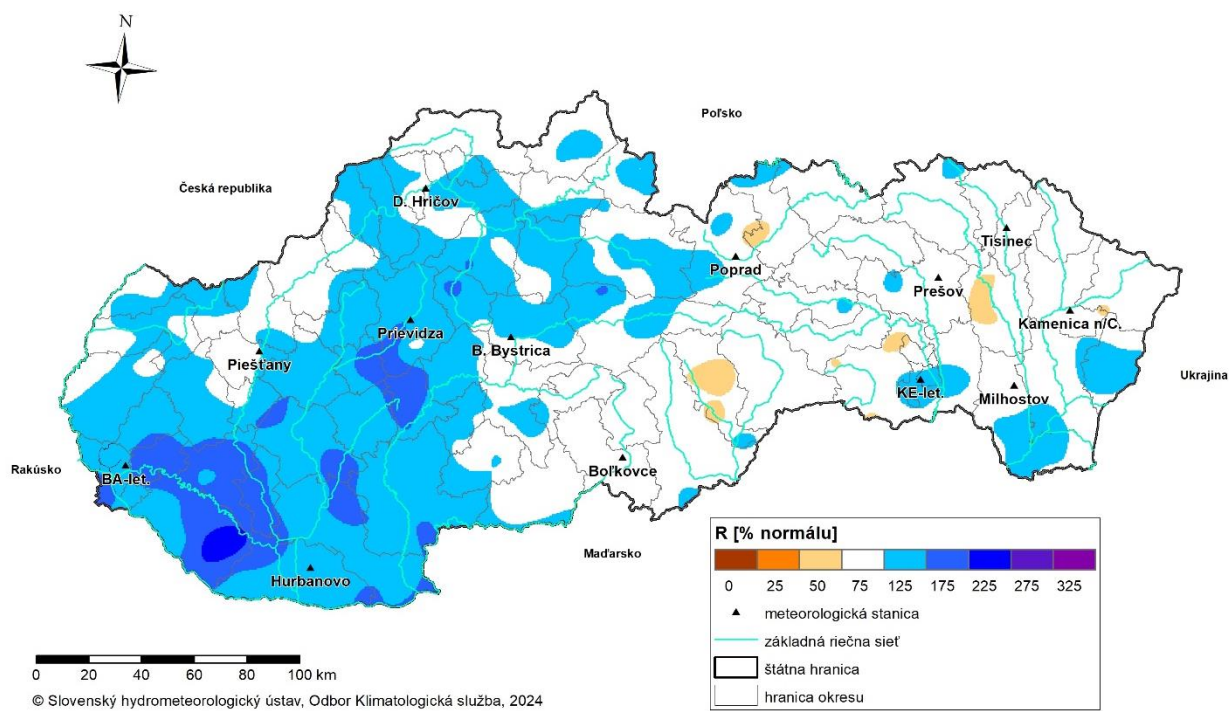 N
Poľsko
Česká republika
D. Hričov
Tisinec
Poprad
Prešov
Kamenica n/C.
Prievidza
B. Bystrica
Piešťany
Ukrajina
KE-let.
Milhostov
Rakúsko
BA-let.
Boľkovce
Maďarsko
Hurbanovo
R [% normálu]
0 25 50 75 125 175 225 275 325
meteorologická stanica
základná riečna sieť
štátna hranica
hranica okresu
0 20 40 60 80 100 km
© Slovenský hydrometeorologický ústav, Odbor Klimatologická služba, 2024